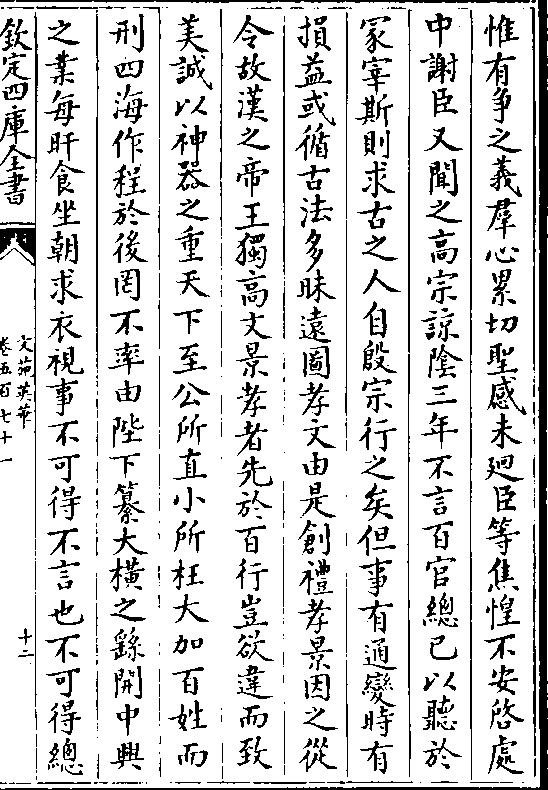 惟有争之義羣心累切聖感未廻臣等焦惶不安啓處
中謝臣又聞之高宗諒陰三年不言百官總已以聽於
冡宰斯則求古之人自殷宗行之矣但事有通變時有
損益或循古法多昧逺圖孝文由是創禮孝景因之從
令故漢之帝王獨高文景孝者先於百行豈欲違而致
美誠以神器之重天下至公所直小所枉大加百姓而
刑四海作程於後罔不率由陛下纂大横之繇開中興
之業每旰食坐朝求衣視事不可得不言也不可得總
欽定四庫全書
文苑英華
卷五百七十一
十二